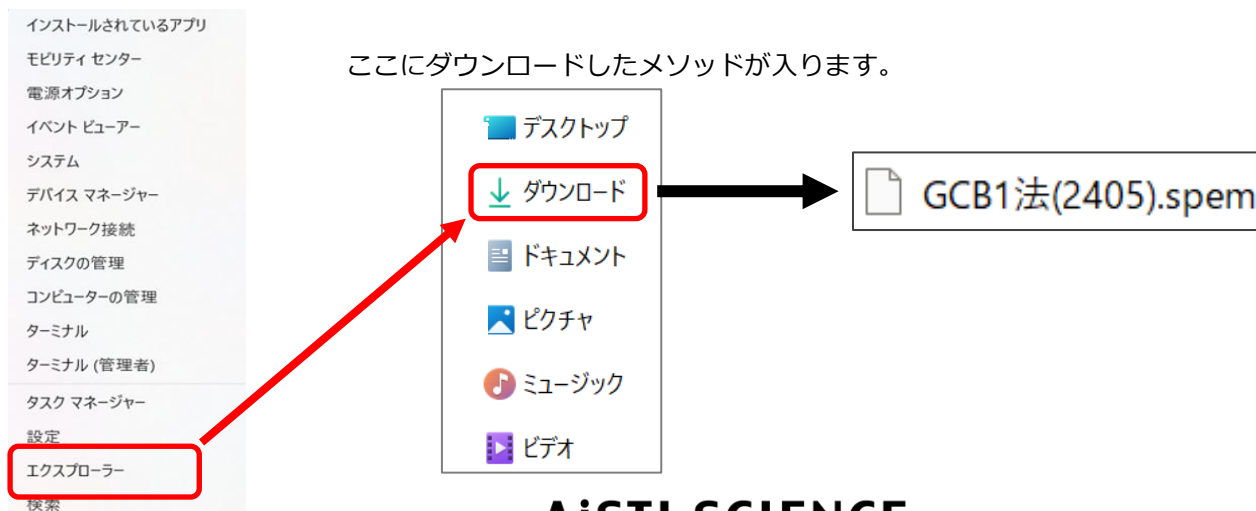 インストールされているアプリ
モビリティ センター
電源オプション
イベント ビューアー
システム
デバイス マネージャー
ネットワーク接続
ディスクの管理
コンピューターの管理
ターミナル
ターミナル (管理者)
タスク マネージャー
設定
エクスプローラー
検索
ここにダウンロードしたメソッドが入ります。
デスクトップ
ダウンロード
ドキュメント
ピクチャ
ミュージック
ビデオ
GCB1法(2405).spem
AiSTI SCIENCE